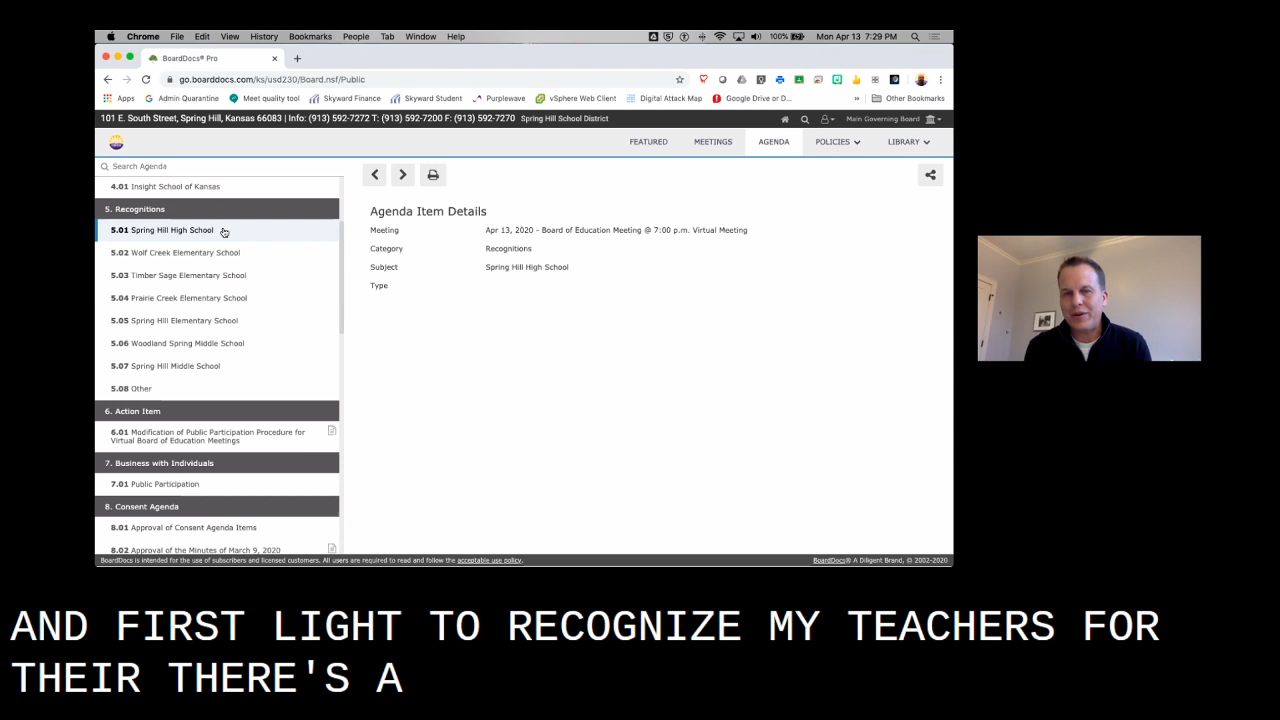 Chrome File Edit View History Bookmarks People Tab Window Help 100% Mon Apr 13 7:29 PM
BoardDocs® Pro
go.boarddocs.com/ks/usd230/Board.nsf/Public
Apps Admin Quarantine Meet quality tool Skyward Finance Skyward Student Purplewave vSphere Web Client Digital Attack Map Google Drive or D... » Other Bookmarks
101 E. South Street, Spring Hill, Kansas 66083 | Info: (913) 592-7272 T: (913) 592-7200 F: (913) 592-7270 Spring Hill School District Main Governing Board
FEATURED MEETINGS AGENDA POLICIES LIBRARY
Search Agenda
4.01 Insight School of Kansas
5. Recognitions
5.01 Spring Hill High School
5.02 Wolf Creek Elementary School
5.03 Timber Sage Elementary School
5.04 Prairie Creek Elementary School
5.05 Spring Hill Elementary School
5.06 Woodland Spring Middle School
5.07 Spring Hill Middle School
5.08 Other
6. Action Item
6.01 Modification of Public Participation Procedure for
Virtual Board of Education Meetings
7. Business with Individuals
7.01 Public Participation
8. Consent Agenda
8.01 Approval of Consent Agenda Items
8.02 Approval of the Minutes of March 9, 2020
Agenda Item Details
Meeting Apr 13, 2020 - Board of Education Meeting @ 7:00 p.m. Virtual Meeting
Category Recognitions
Subject Spring Hill High School
Type
BoardDocs is intended for the use of subscribers and licensed customers. All users are required to read and follow the acceptable use policy. BoardDocs® A Diligent Brand, © 2002-2020
AND FIRST LIGHT TO RECOGNIZE MY TEACHERS FOR
THEIR THERE'S A